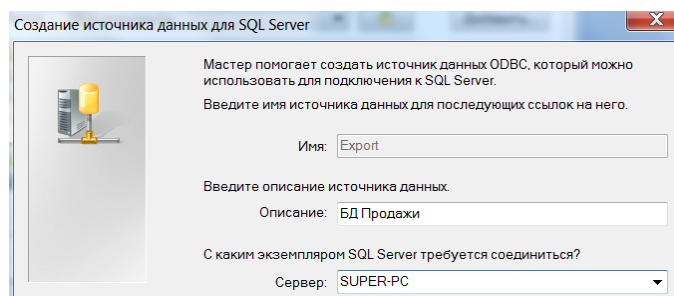 Создание источника данных для SQL Server
Мастер помогает создать источник данных ODBC, который можно
использовать для подключения к SQL Server.
Введите имя источника данных для последующих ссылок на него.
Имя: Export
Введите описание источника данных.
Описание: БД Продажи
С каким экземпляром SQL Server требуется соединиться?
Сервер: SUPER-PC